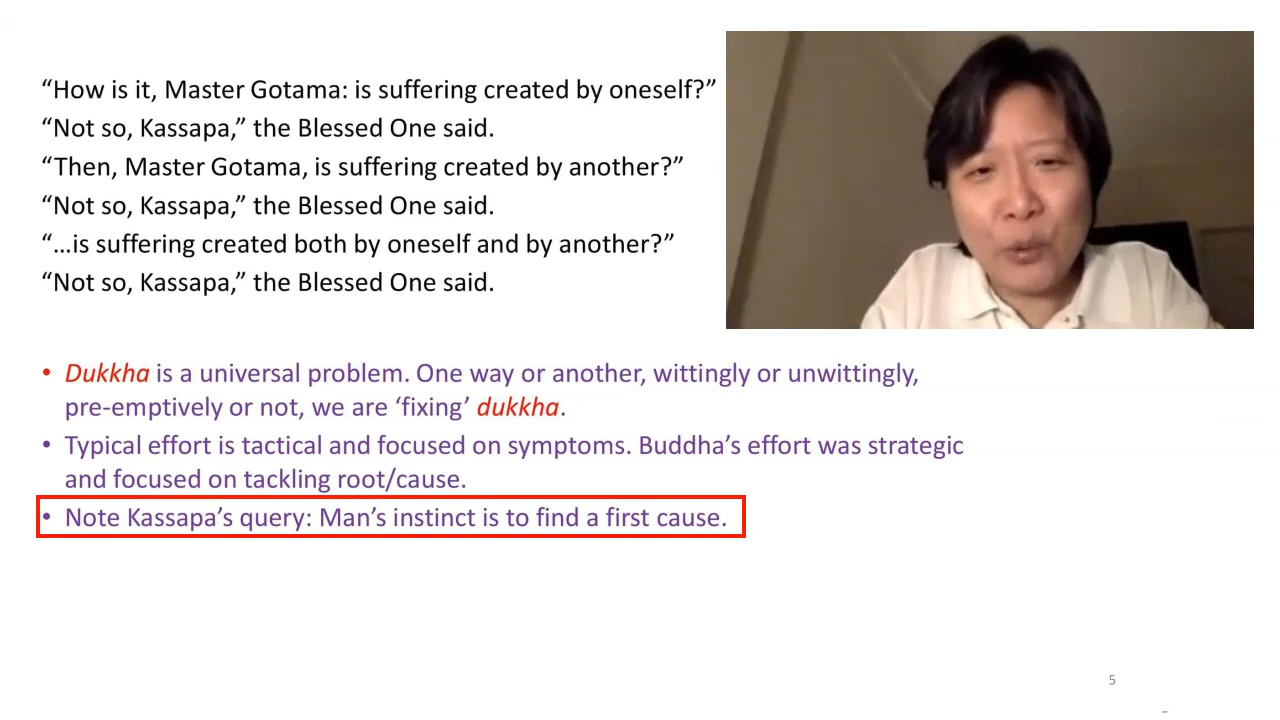 “How is it, Master Gotama: is suffering created by oneself?”
“Not so, Kassapa,” the Blessed One said.
“Then, Master Gotama, is suffering created by another?”
“Not so, Kassapa,” the Blessed One said.
“…is suffering created both by oneself and by another?”
“Not so, Kassapa,” the Blessed One said.
• Dukkha is a universal problem. One way or another, wittingly or unwittingly,
pre-emptively or not, we are ‘fixing’ dukkha.
• Typical effort is tactical and focused on symptoms. Buddha’s effort was strategic
and focused on tackling root/cause.
• Note Kassapa’s query: Man’s instinct is to find a first cause.
5